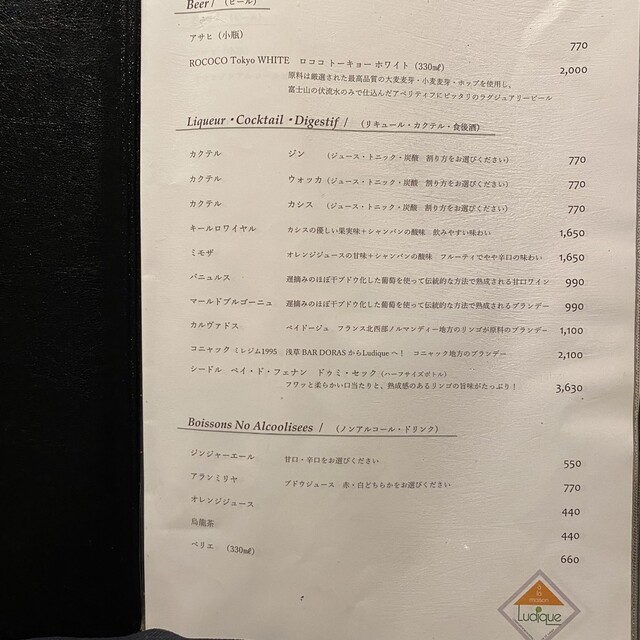 Beer / （ビール）
アサヒ（小瓶） 770
ROCOCO Tokyo WHITE ロココ トーキョー ホワイト（330㎖） 2,000
原料は厳選された最高品質の大麦麦芽・小麦麦芽・ホップを使用し、
富士山の伏流水のみで仕込んだアペリティフにピッタリのラグジュアリービール
Liqueur・Cocktail・Digestif / （リキュール・カクテル・食後酒）
カクテル ジン （ジュース・トニック・炭酸 割り方をお選びください） 770
カクテル ウォッカ（ジュース・トニック・炭酸 割り方をお選びください） 770
カクテル カシス （ジュース・トニック・炭酸 割り方をお選びください） 770
キールロワイヤル カシスの優しい果実味＋シャンパンの酸味 飲みやすい味わい 1,650
ミモザ オレンジジュースの甘味＋シャンパンの酸味 フルーティでやや辛口の味わい 1,650
バニュルス 遅摘みのほぼ干ブドウ化した葡萄を使って伝統的な方法で熟成される甘口ワイン 990
マールドブルゴーニュ 遅摘みのほぼ干ブドウ化した葡萄を使って伝統的な方法で熟成されるブランデー 990
カルヴァドス ペイドージュ フランス北西部ノルマンディー地方のリンゴが原料のブランデー 1,100
コニャック ミレジム1995 浅草 BAR DORAS からLudique へ！ コニャック地方のブランデー 2,100
シードル ペイ・ド・フェナン ドゥミ・セック（ハーフサイズボトル）
フワッと柔らかい口当たりと、熟成感のあるリンゴの旨味がたっぷり！ 3,630
Boissons No Alcoolisees / （ノンアルコール・ドリンク）
ジンジャーエール 甘口・辛口をお選びください 550
アランミリヤ ブドウジュース 赤・白どちらかをお選びください 770
オレンジジュース 440
烏龍茶 440
ペリエ （330㎖） 660
à
la
maison
Ludique